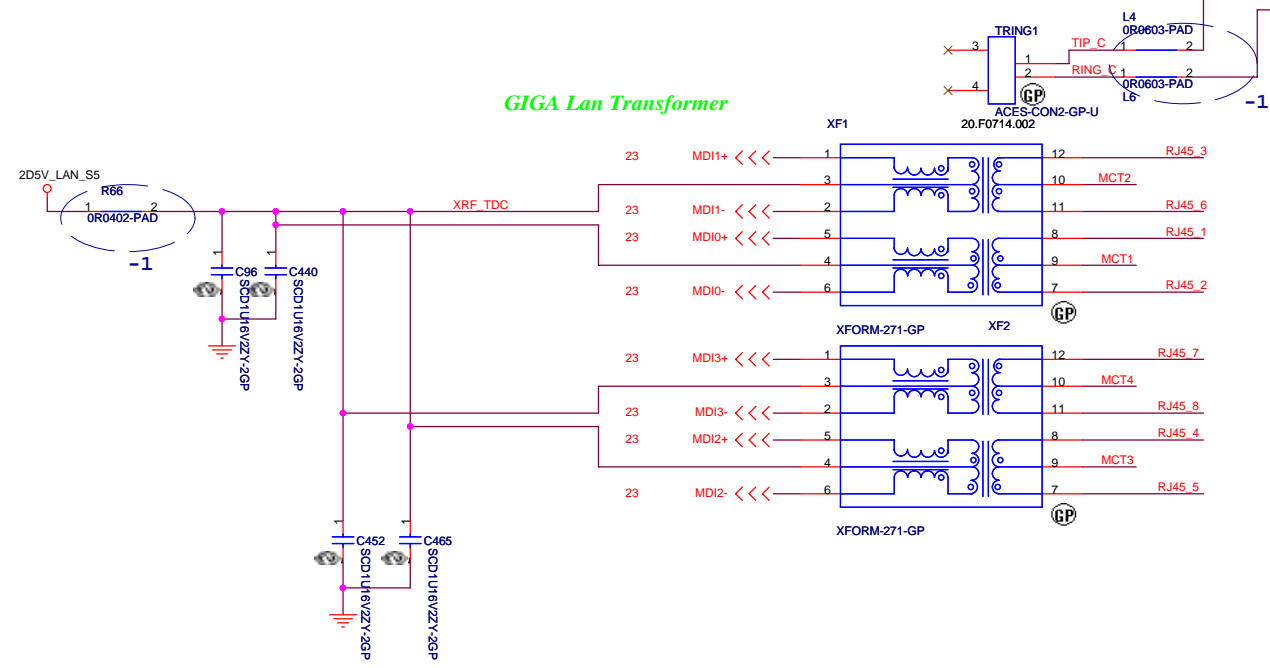 L4
0R0603-PAD
TRING1
3
TIP_C
1
2
1
2
RING_C
1
2
4
0R0603-PAD
L6
GP
-1
ACES-CON2-GP-U
20.F0714.002
GIGA Lan Transformer
XF1
23 MDI1+ 1 12 RJ45_3
3 10 MCT2
23 MDI1- 2 11 RJ45_6
23 MDI0+ 5 8 RJ45_1
4 9 MCT1
23 MDI0- 6 7 RJ45_2
GP
XFORM-271-GP
2D5V_LAN_S5
R66
1 2
0R0402-PAD
-1
XRF_TDC
1
C96
SCD1U16V2ZY-2GP
1
C440
SCD1U16V2ZY-2GP
XF2
23 MDI3+ 1 12 RJ45_7
3 10 MCT4
23 MDI3- 2 11 RJ45_8
23 MDI2+ 5 8 RJ45_4
4 9 MCT3
23 MDI2- 6 7 RJ45_5
GP
XFORM-271-GP
1
C452
SCD1U16V2ZY-2GP
1
C465
SCD1U16V2ZY-2GP